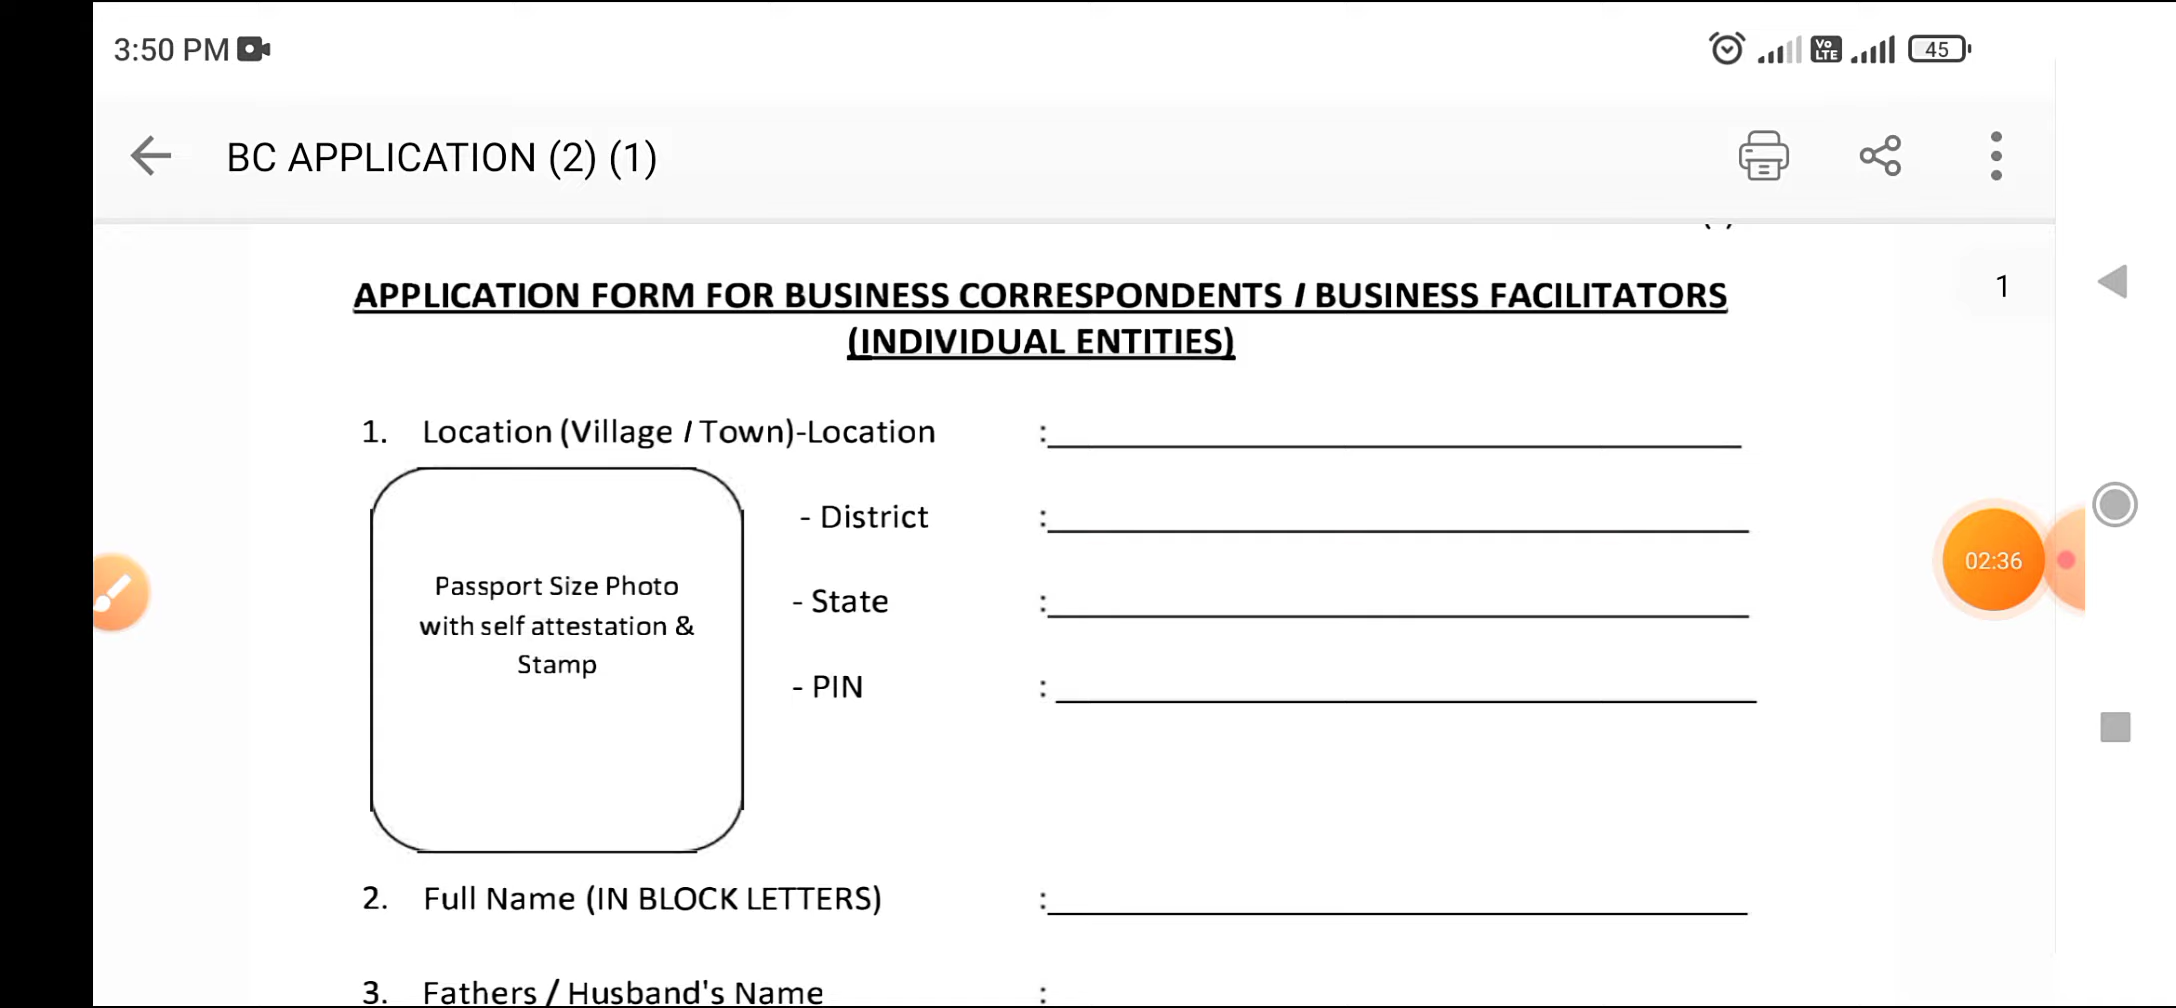 3:50 PM
Vo LTE
45
BC APPLICATION (2) (1)
1
APPLICATION FORM FOR BUSINESS CORRESPONDENTS / BUSINESS FACILITATORS
(INDIVIDUAL ENTITIES)
1. Location (Village / Town)-Location :
- District :
- State :
- PIN :
Passport Size Photo
with self attestation &
Stamp
02:36
2. Full Name (IN BLOCK LETTERS) :
3. Fathers / Husband's Name :